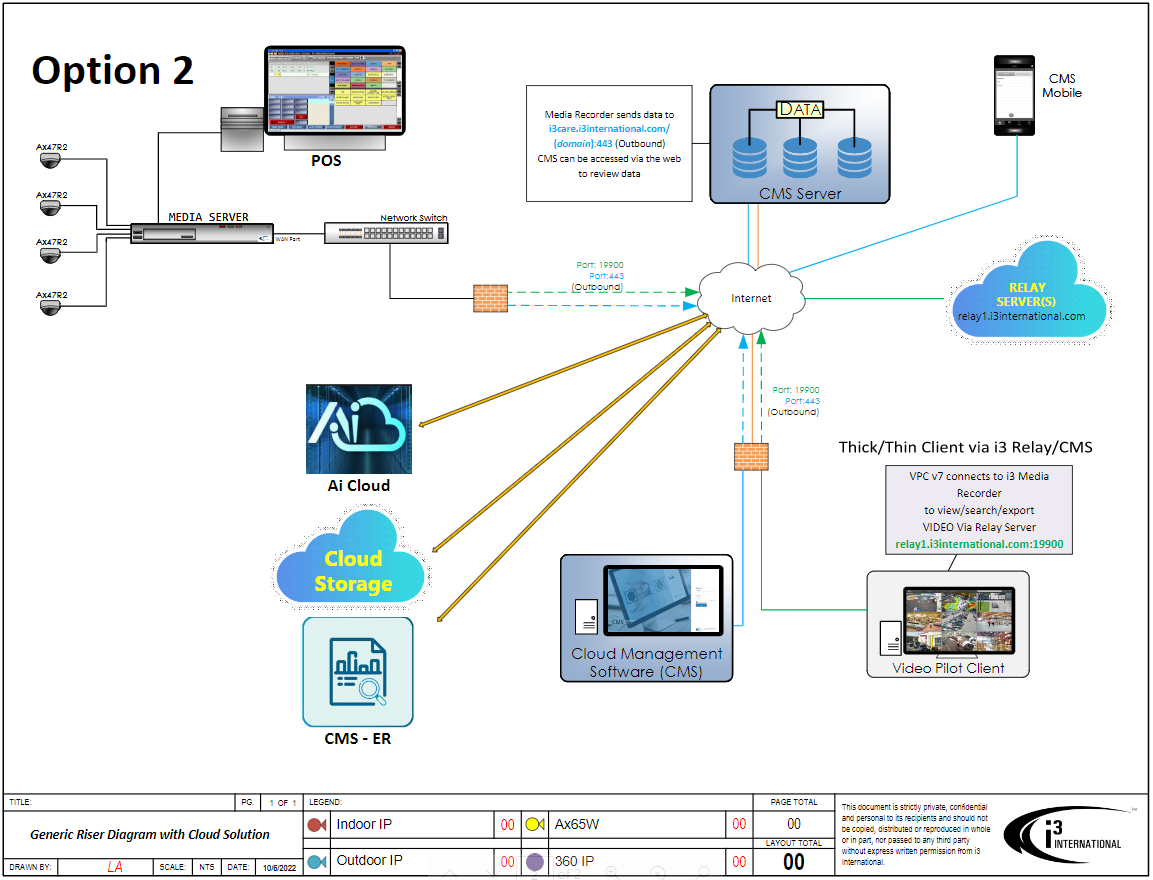 Option 2
POS
Ax47R2
Ax47R2
Ax47R2
Ax47R2
MEDIA SERVER
WAN Port
Network Switch
Media Recorder sends data to
i3care.i3international.com/
(domain):443 (Outbound)
CMS can be accessed via the web
to review data
DATA
CMS Server
CMS
Mobile
Port: 19900
Port:443
(Outbound)
Internet
RELAY
SERVER(S)
relay1.i3international.com
Port: 19900
Port:443
(Outbound)
Ai
Ai Cloud
Cloud
Storage
CMS - ER
Thick/Thin Client via i3 Relay/CMS
VPC v7 connects to i3 Media
Recorder
to view/search/export
VIDEO Via Relay Server
relay1.i3international.com:19900
CMS
Cloud Management
Software (CMS)
Video Pilot Client
TITLE:
PG.
1 OF 1
LEGEND:
PAGE TOTAL
Generic Riser Diagram with Cloud Solution
Indoor IP
00
Ax65W
00
00
LAYOUT TOTAL
Outdoor IP
00
360 IP
00
00
DRAWN BY:
LA
SCALE:
NTS
DATE:
10/6/2022
This document is strictly private, confidential
and personal to its recipients and should not
be copied, distributed or reproduced in whole
or in part, nor passed to any third party
without express written permission from i3
International.
i3
INTERNATIONAL
TM